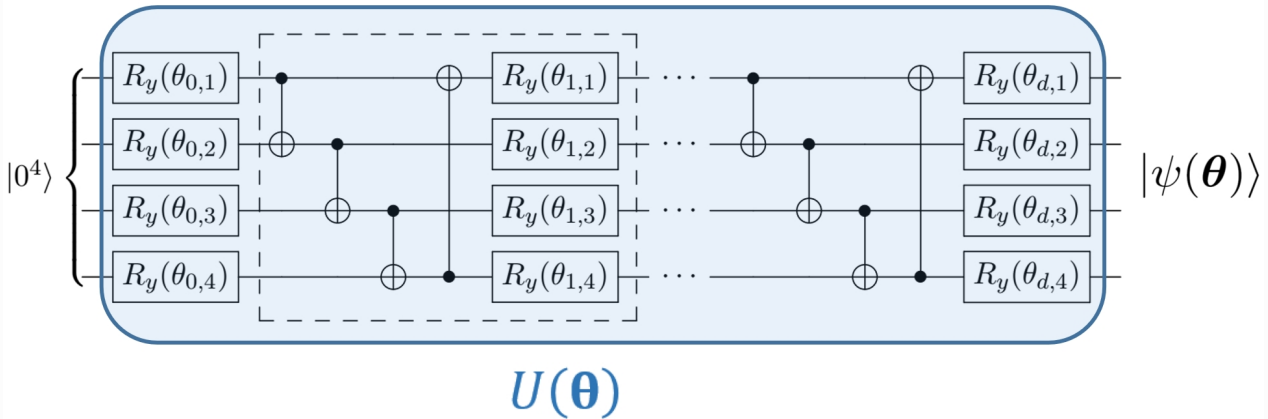 R_y(θ_{0,1}) R_y(θ_{1,1}) ··· R_y(θ_{d,1})
R_y(θ_{0,2}) R_y(θ_{1,2}) ··· R_y(θ_{d,2})
|0^4⟩ |ψ(θ)⟩
R_y(θ_{0,3}) R_y(θ_{1,3}) ··· R_y(θ_{d,3})
R_y(θ_{0,4}) R_y(θ_{1,4}) ··· R_y(θ_{d,4})
U(θ)